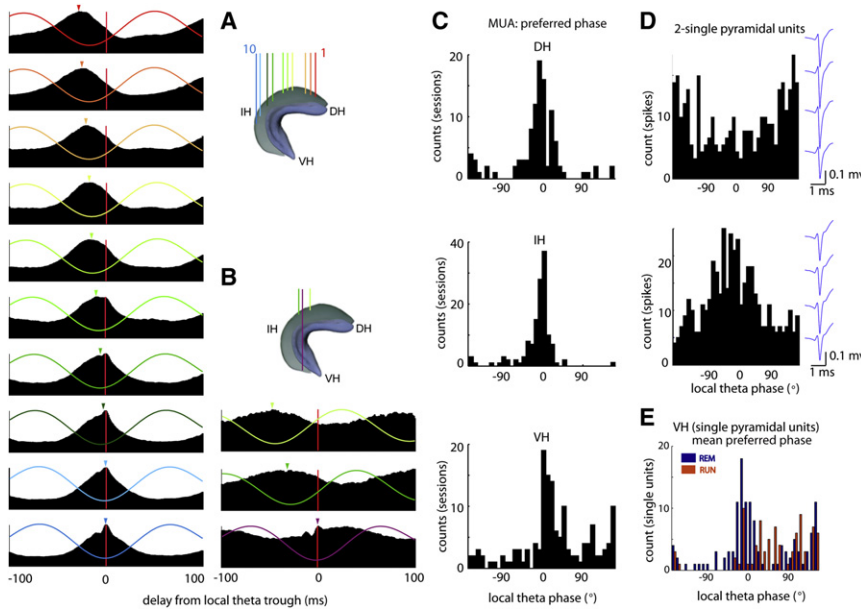 A
10
1
IH
DH
VH
B
IH
DH
VH
-100
0
100
-100
0
100
delay from local theta trough (ms)
C
MUA: preferred phase
DH
20
10
0
counts (sessions)
-90
0
90
IH
40
20
0
counts (sessions)
-90
0
90
VH
20
10
0
counts (sessions)
-90
0
90
local theta phase (°)
D
2-single pyramidal units
10
0
count (spikes)
-90
0
90
0.1 mv
1 ms
20
10
0
count (spikes)
-90
0
90
local theta phase (°)
0.1 mv
1 ms
E
VH (single pyramidal units)
mean preferred phase
REM
RUN
20
10
0
count (single units)
-90
0
90
local theta phase (°)